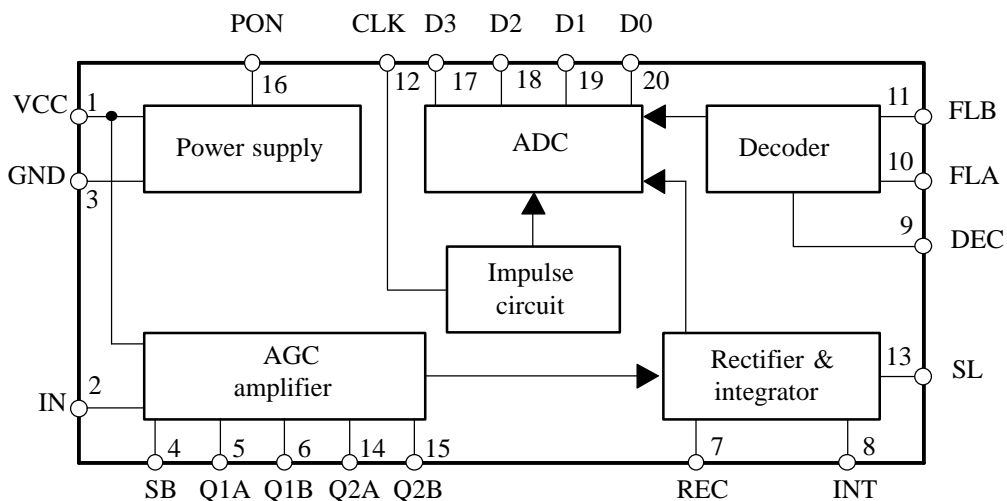 PON CLK D3 D2 D1 D0
16 12 17 18 19 20
VCC 1 11 FLB
Power supply ADC Decoder
GND 3 10 FLA
9 DEC
Impulse
circuit
AGC
amplifier
Rectifier &
integrator
13 SL
IN 2
4 5 6 14 15 7 8
SB Q1A Q1B Q2A Q2B REC INT